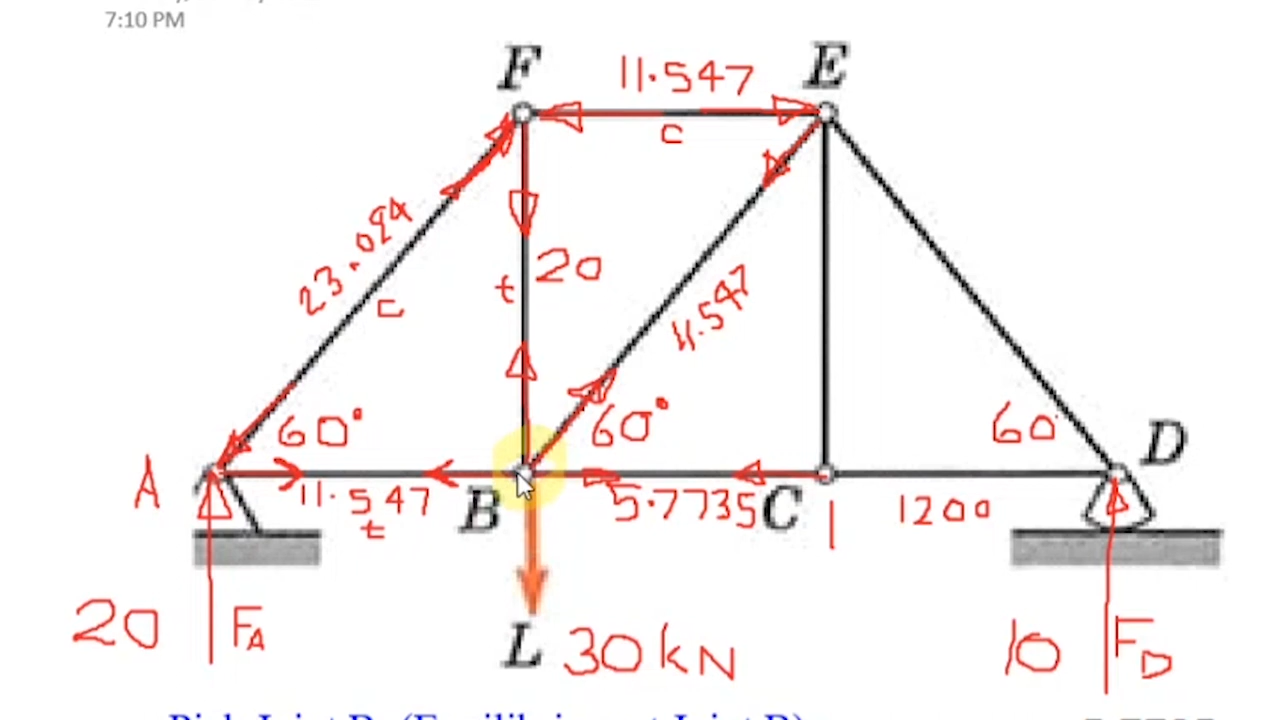 7:10 PM
F 11.547 E
c
23.094
c
t 20
11.547
60° 60° 60 D
A 11.547 B 5.7735 C 1200
t
20 FA L 30 kN 10 FD